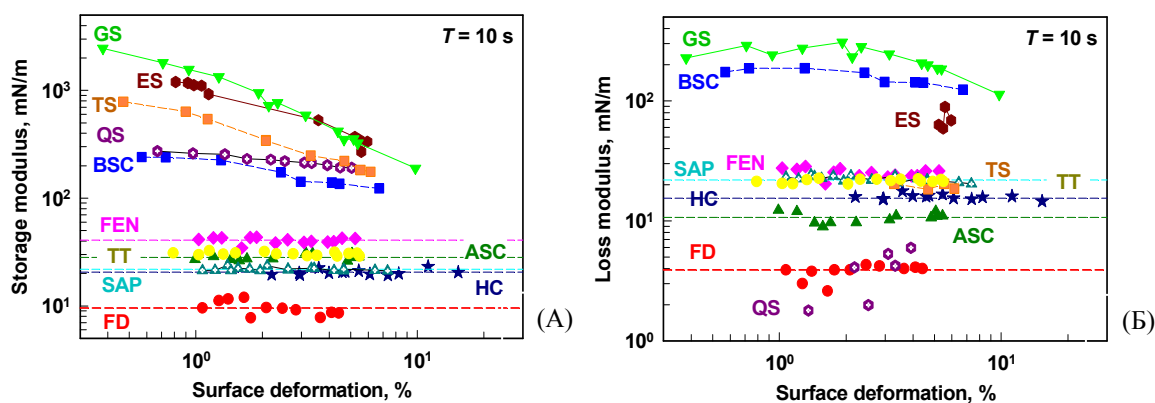 T = 10 s
GS
ES
TS
QS
BSC
FEN
TT
SAP
FD
ASC
HC
10³
10²
10¹
10⁰
10¹
Storage modulus, mN/m
Surface deformation, %
(А)
T = 10 s
GS
BSC
ES
FEN
SAP
TS
TT
HC
ASC
FD
QS
10²
10¹
10⁰
10⁰
10¹
Loss modulus, mN/m
Surface deformation, %
(Б)